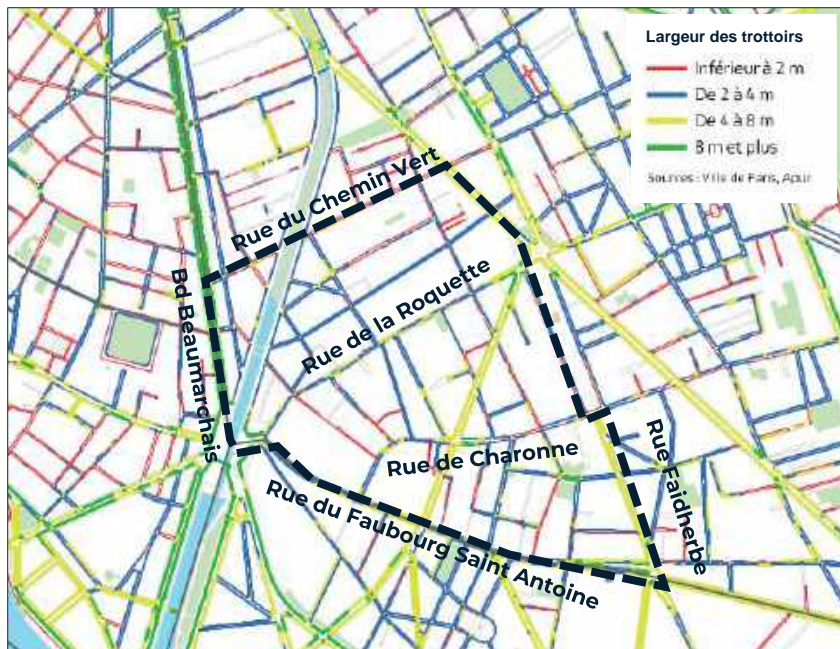 Largeur des trottoirs
Inférieur à 2 m
De 2 à 4 m
De 4 à 8 m
8 m et plus
Sources : Ville de Paris, Apur
Rue du Chemin Vert
Bd Beaumarchais
Rue de la Roquette
Rue de Charonne
Rue Faidherbe
Rue du Faubourg Saint Antoine